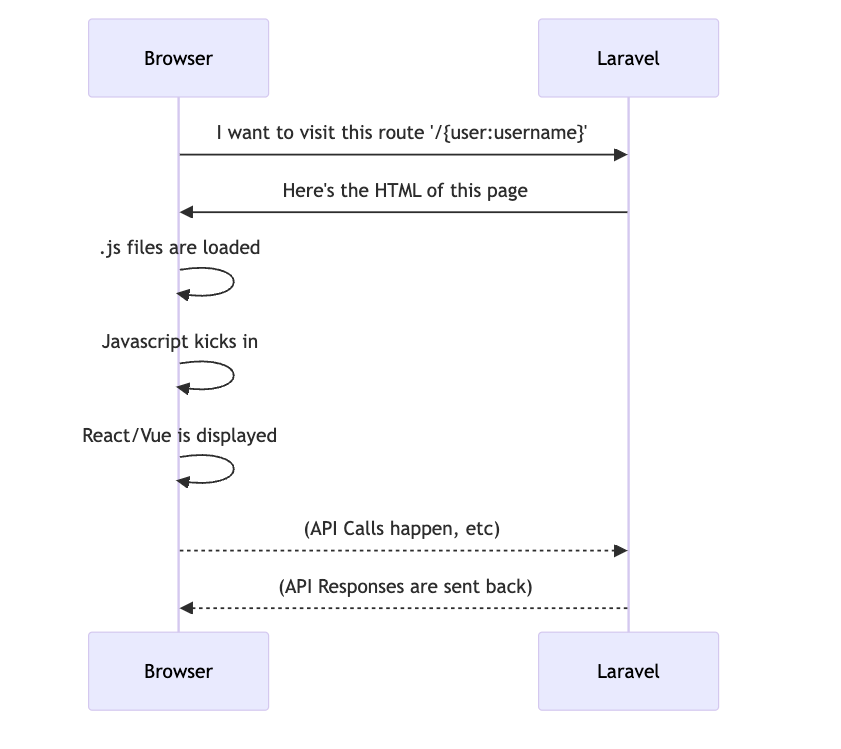 Browser
Laravel
I want to visit this route '/{user:username}'
Here's the HTML of this page
.js files are loaded
Javascript kicks in
React/Vue is displayed
(API Calls happen, etc)
(API Responses are sent back)
Browser
Laravel